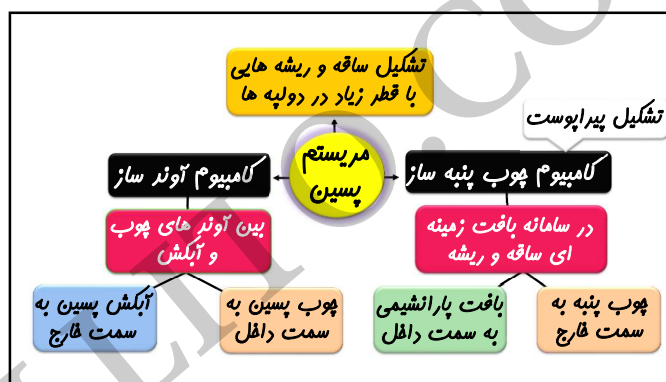 تشکیل ساقه و ریشه هایی
با قطر زیاد در دولپه ها
تشکیل پیراپوست
مریستم
پسین
کامبیوم چوب پنبه ساز
کامبیوم آوند ساز
در سامانه بافت زمینه
ای ساقه و ریشه
بین آوند های چوب
و آبکش
چوب پنبه به
سمت خارج
بافت پارانشیمی
به سمت داخل
چوب پسین به
سمت داخل
آبکش پسین به
سمت خارج